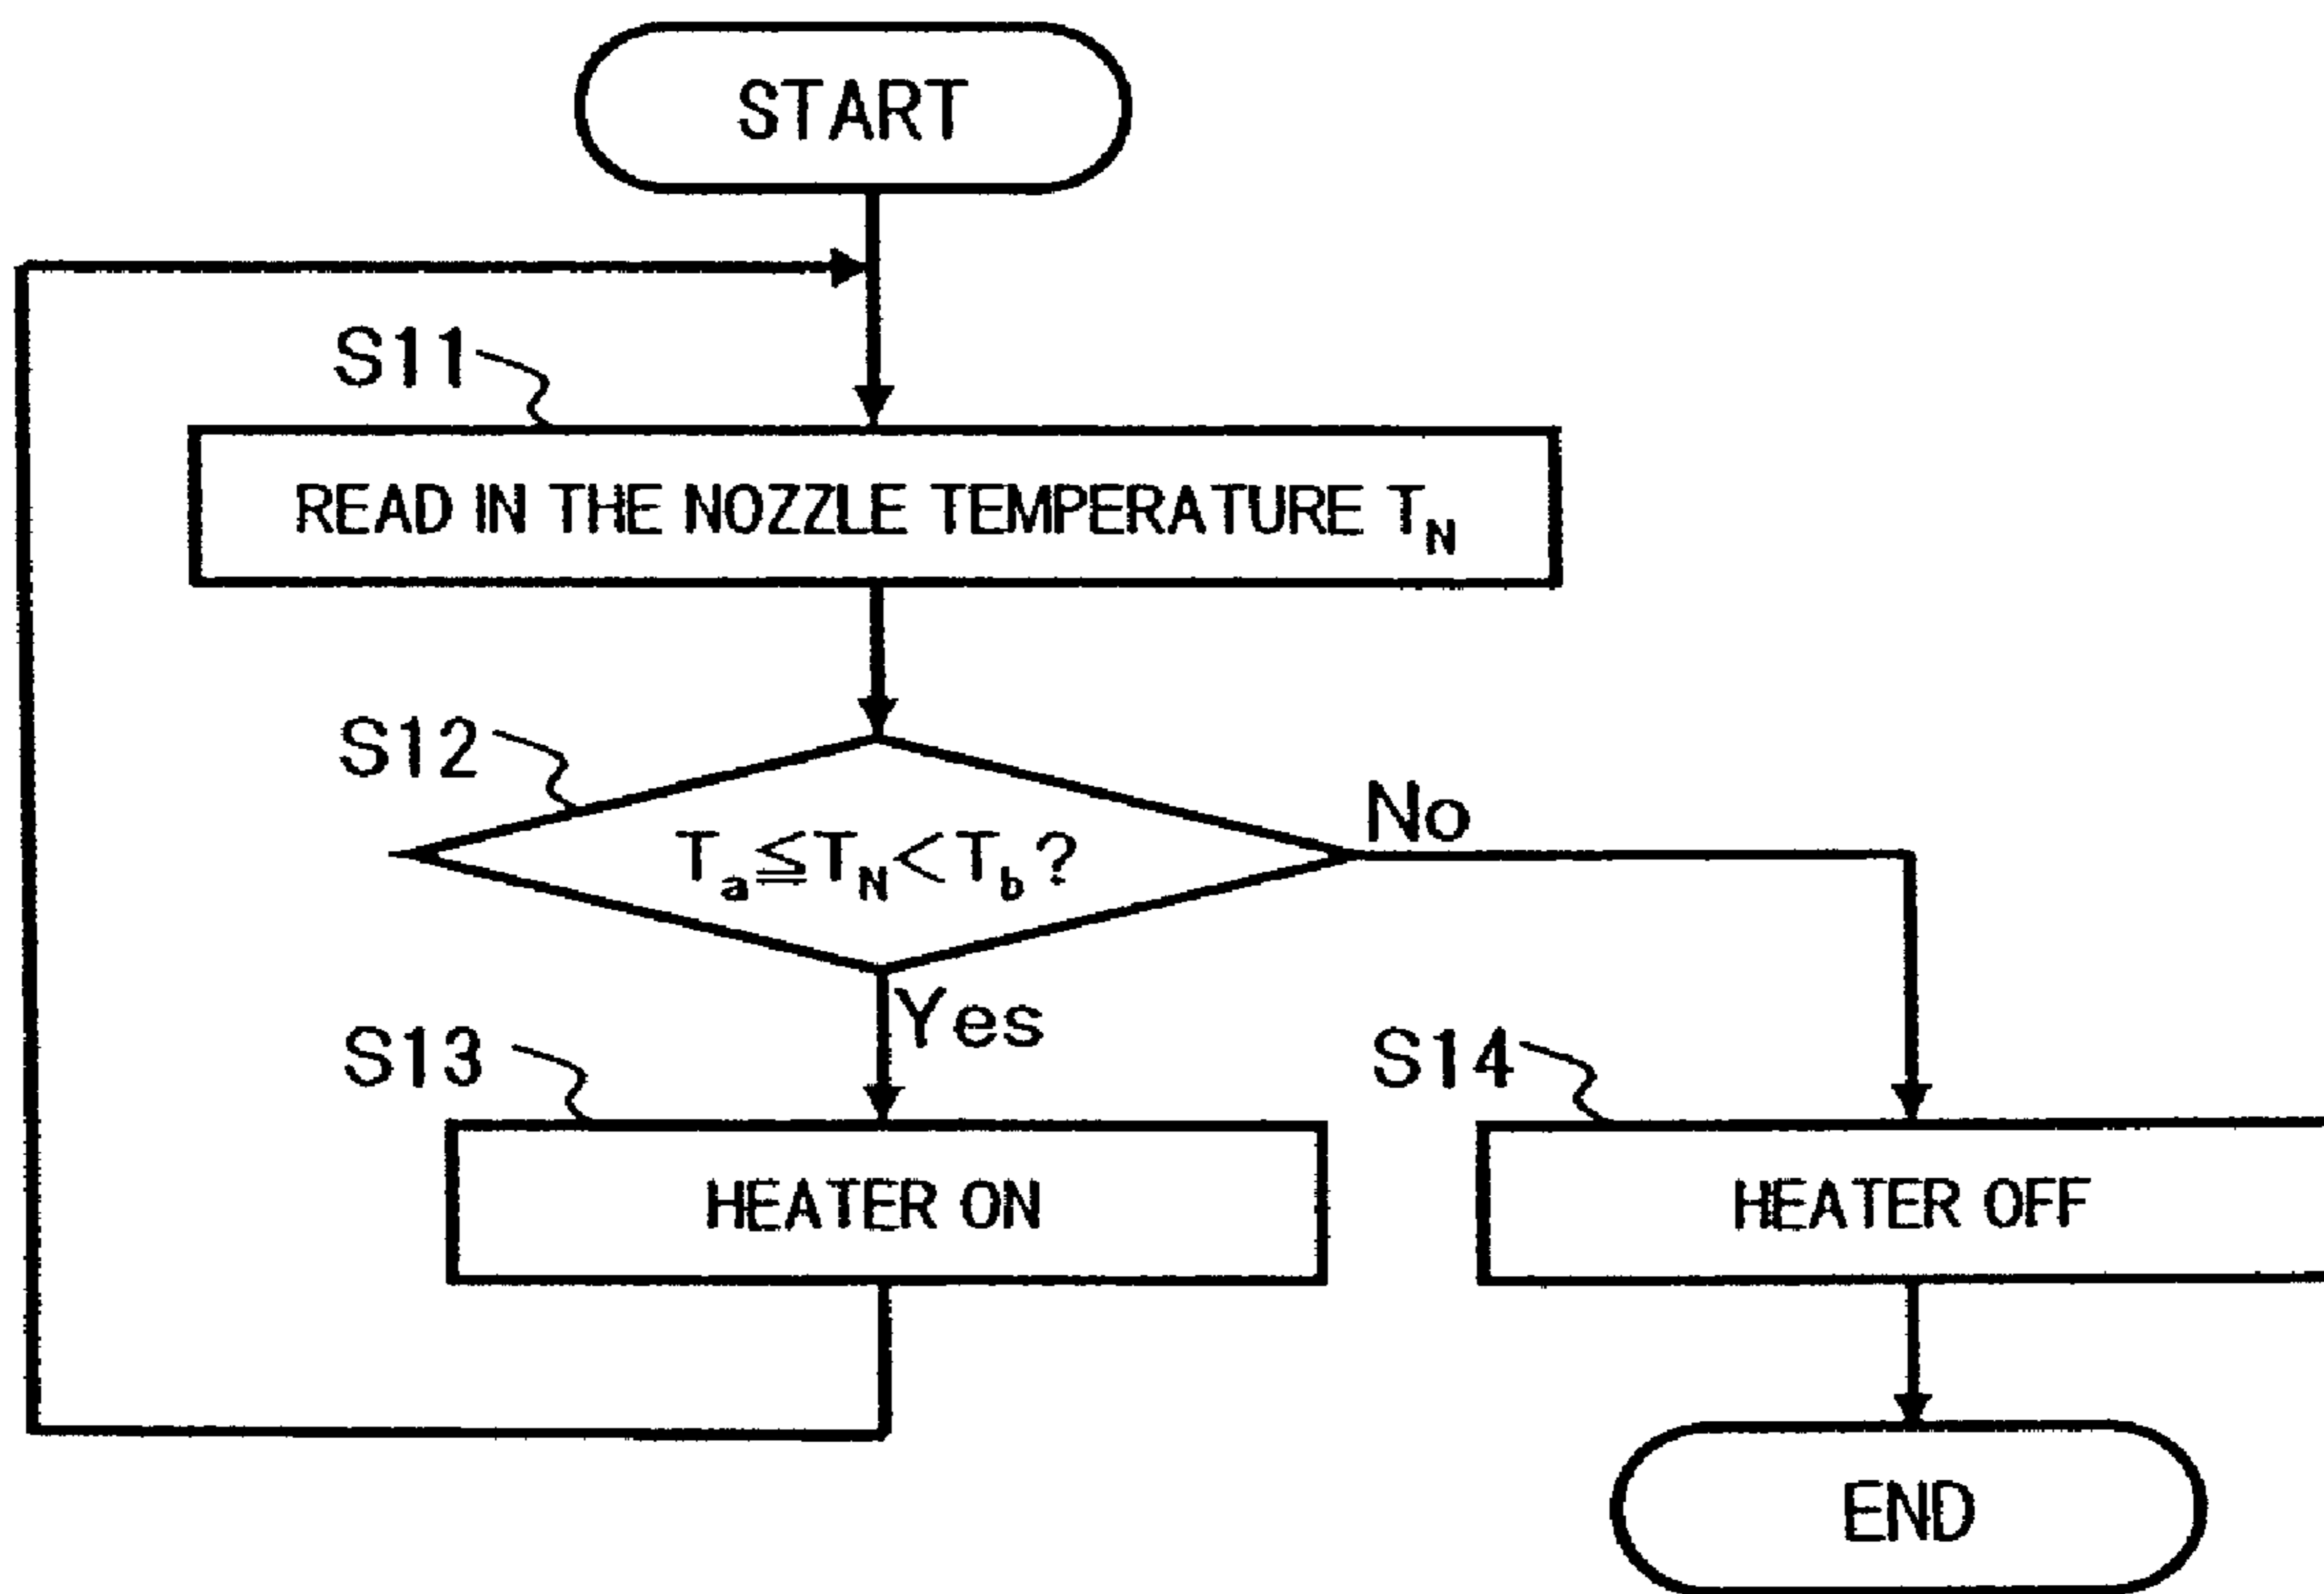 START
S11
READ IN THE NOZZLE TEMPERATURE T_N
S12
T_a≦T_N<T_b?
No
Yes
S13
S14
HEATER ON
HEATER OFF
END